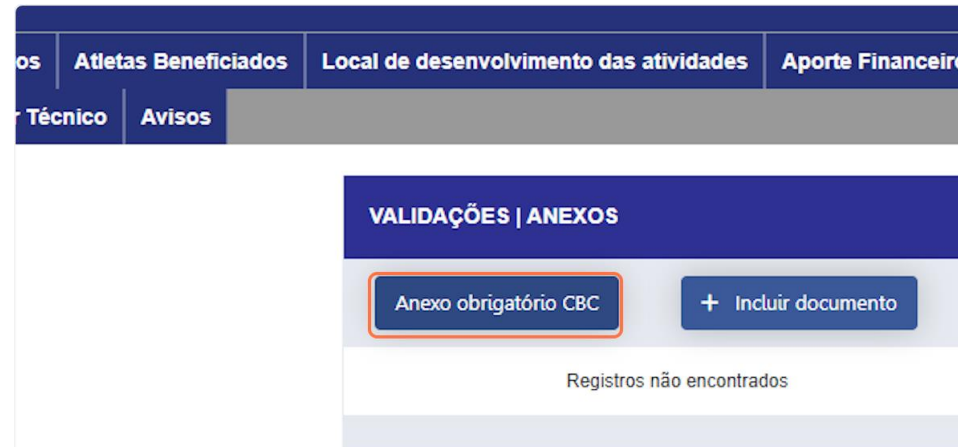 os Atletas Beneficiados Local de desenvolvimento das atividades Aporte Financeiro
r Técnico Avisos
VALIDAÇÕES | ANEXOS
Anexo obrigatório CBC + Incluir documento
Registros não encontrados